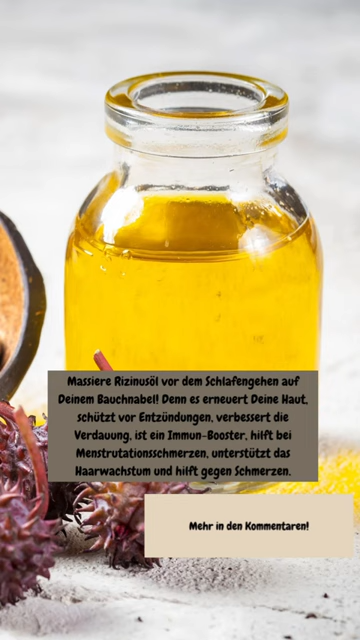 Massiere Rizinusöl vor dem Schlafengehen auf
Deinem Bauchnabel! Denn es erneuert Deine Haut,
schützt vor Entzündungen, verbessert die
Verdauung, ist ein Immun-Booster, hilft bei
Menstrutationsschmerzen, unterstützt das
Haarwachstum und hilft gegen Schmerzen.
Mehr in den Kommentaren!